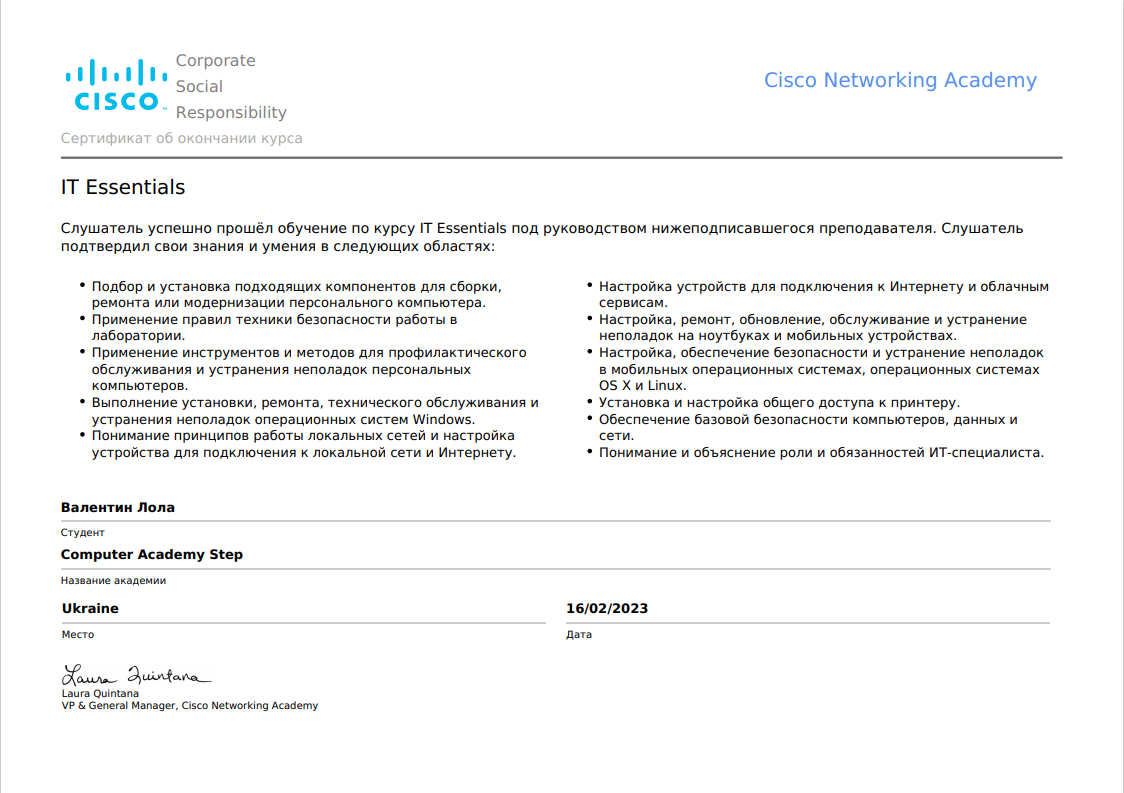 Corporate
Social
Responsibility
CISCO
Cisco Networking Academy
Сертификат об окончании курса
IT Essentials
Слушатель успешно прошёл обучение по курсу IT Essentials под руководством нижеподписавшегося преподавателя. Слушатель
подтвердил свои знания и умения в следующих областях:
• Подбор и установка подходящих компонентов для сборки,
ремонта или модернизации персонального компьютера.
• Применение правил техники безопасности работы в
лаборатории.
• Применение инструментов и методов для профилактического
обслуживания и устранения неполадок персональных
компьютеров.
• Выполнение установки, ремонта, технического обслуживания и
устранения неполадок операционных систем Windows.
• Понимание принципов работы локальных сетей и настройка
устройства для подключения к локальной сети и Интернету.
• Настройка устройств для подключения к Интернету и облачным
сервисам.
• Настройка, ремонт, обновление, обслуживание и устранение
неполадок на ноутбуках и мобильных устройствах.
• Настройка, обеспечение безопасности и устранение неполадок
в мобильных операционных системах, операционных системах
OS X и Linux.
• Установка и настройка общего доступа к принтеру.
• Обеспечение базовой безопасности компьютеров, данных и
сети.
• Понимание и объяснение роли и обязанностей ИТ-специалиста.
Валентин Лола
Студент
Computer Academy Step
Название академии
Ukraine
Место
16/02/2023
Дата
Laura Quintana
Laura Quintana
VP & General Manager, Cisco Networking Academy